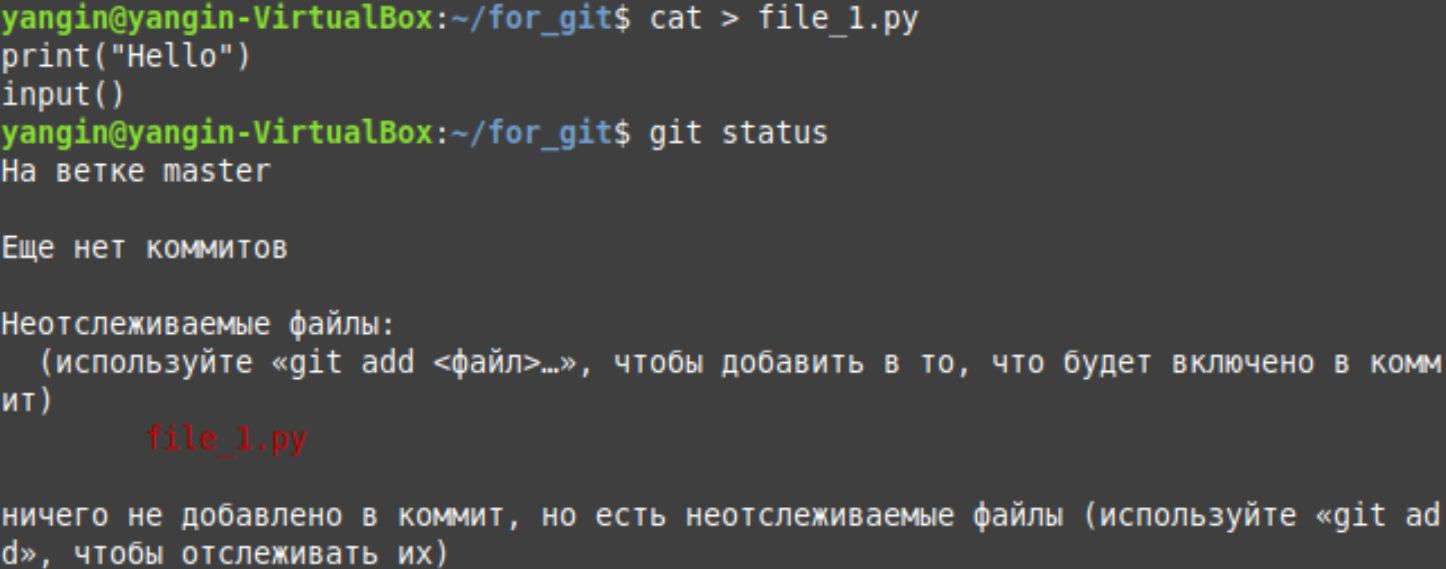 yangin@yangin-VirtualBox:~/for_git$ cat > file_1.py
print("Hello")
input()
yangin@yangin-VirtualBox:~/for_git$ git status
На ветке master
Еще нет коммитов
Неотслеживаемые файлы:
  (используйте «git add <файл>…», чтобы добавить в то, что будет включено в комм
ит)
        file_1.py
ничего не добавлено в коммит, но есть неотслеживаемые файлы (используйте «git ad
d», чтобы отслеживать их)